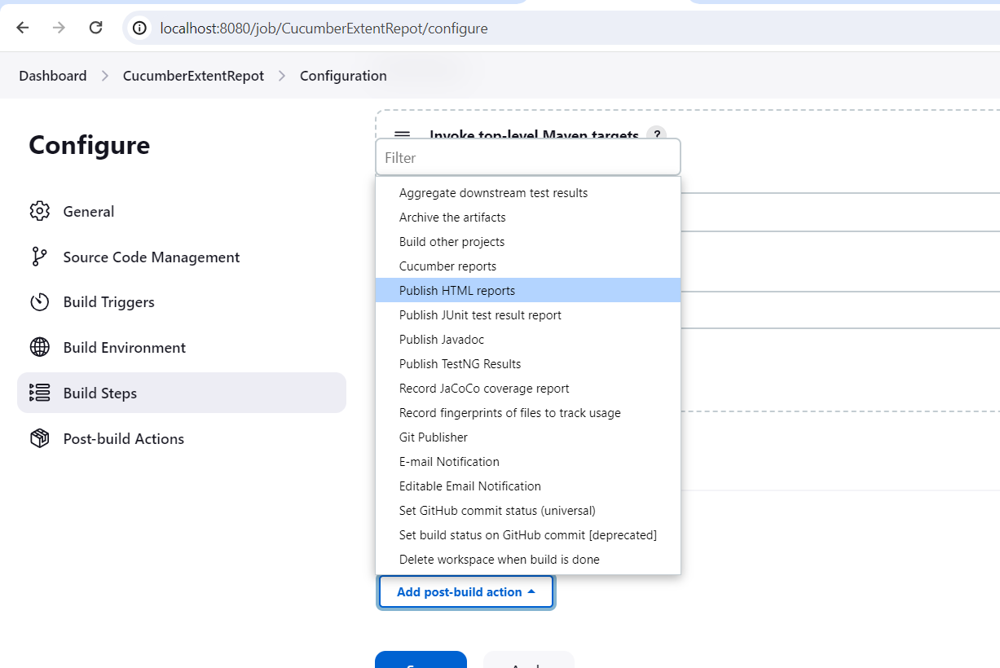 localhost:8080/job/CucumberExtentRepot/configure
Dashboard > CucumberExtentRepot > Configuration
Configure
General
Source Code Management
Build Triggers
Build Environment
Build Steps
Post-build Actions
Invoke top-level Maven targets ?
Filter
Aggregate downstream test results
Archive the artifacts
Build other projects
Cucumber reports
Publish HTML reports
Publish JUnit test result report
Publish Javadoc
Publish TestNG Results
Record JaCoCo coverage report
Record fingerprints of files to track usage
Git Publisher
E-mail Notification
Editable Email Notification
Set GitHub commit status (universal)
Set build status on GitHub commit [deprecated]
Delete workspace when build is done
Add post-build action